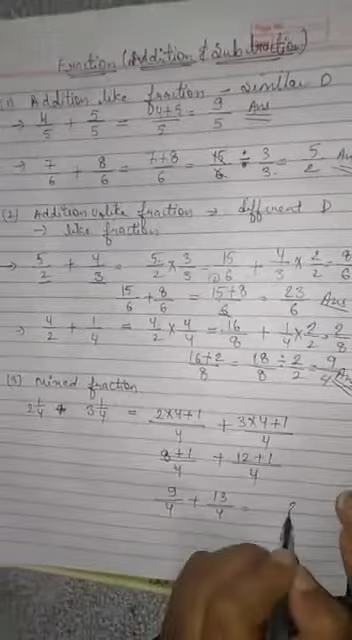 Fraction (Addition & Subtraction)
(1) Addition like fraction - similar D
→ 4/5 + 5/5 = 4+5/5 = 9/5 Ans
→ 7/6 + 8/6 = 7+8/6 = 15/6 ÷ 3/3 = 5/2 Ans
(2) Addition unlike fraction → different D
→ like fraction
→ 5/2 + 4/3 = 5/2 × 3/3 = 15/6 + 4/3 × 2/2 = 8/6
15/6 + 8/6 = 15+8/6 = 23/6 Ans
→ 4/2 + 1/4 = 4/2 × 4/4 = 16/8 + 1/4 × 2/2 = 2/8
16+2/8 = 18/8 ÷ 2/2 = 9/4 Ans
(3) Mixed fraction
2 1/4 + 3 1/4 = 2×4+1/4 + 3×4+1/4
8+1/4 + 12+1/4
9/4 + 13/4 =